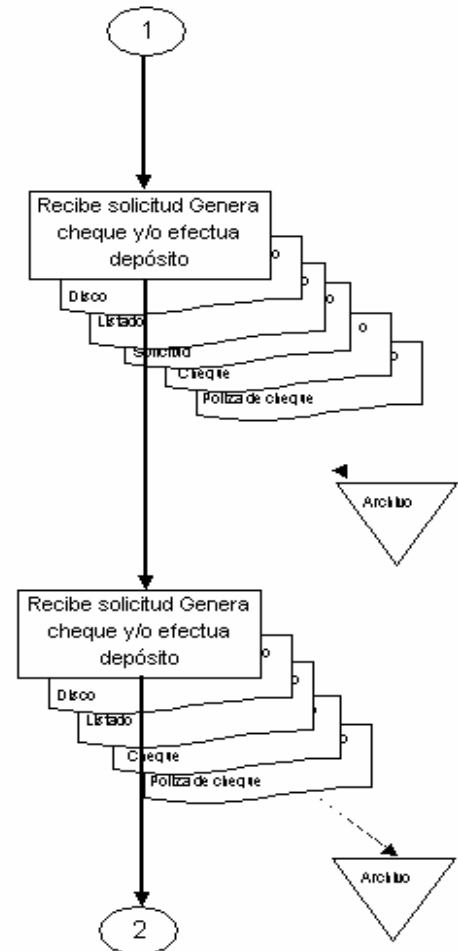 1
Recibe solicitud Genera
cheque y/o efectua
depósito
o
Disco
Listado
o
Solicitud
o
Cheque
o
Poliza de cheque
Archivo
Recibe solicitud Genera
cheque y/o efectua
depósito
o
Disco
o
Listado
Cheque
o
Poliza de cheque
Archivo
2